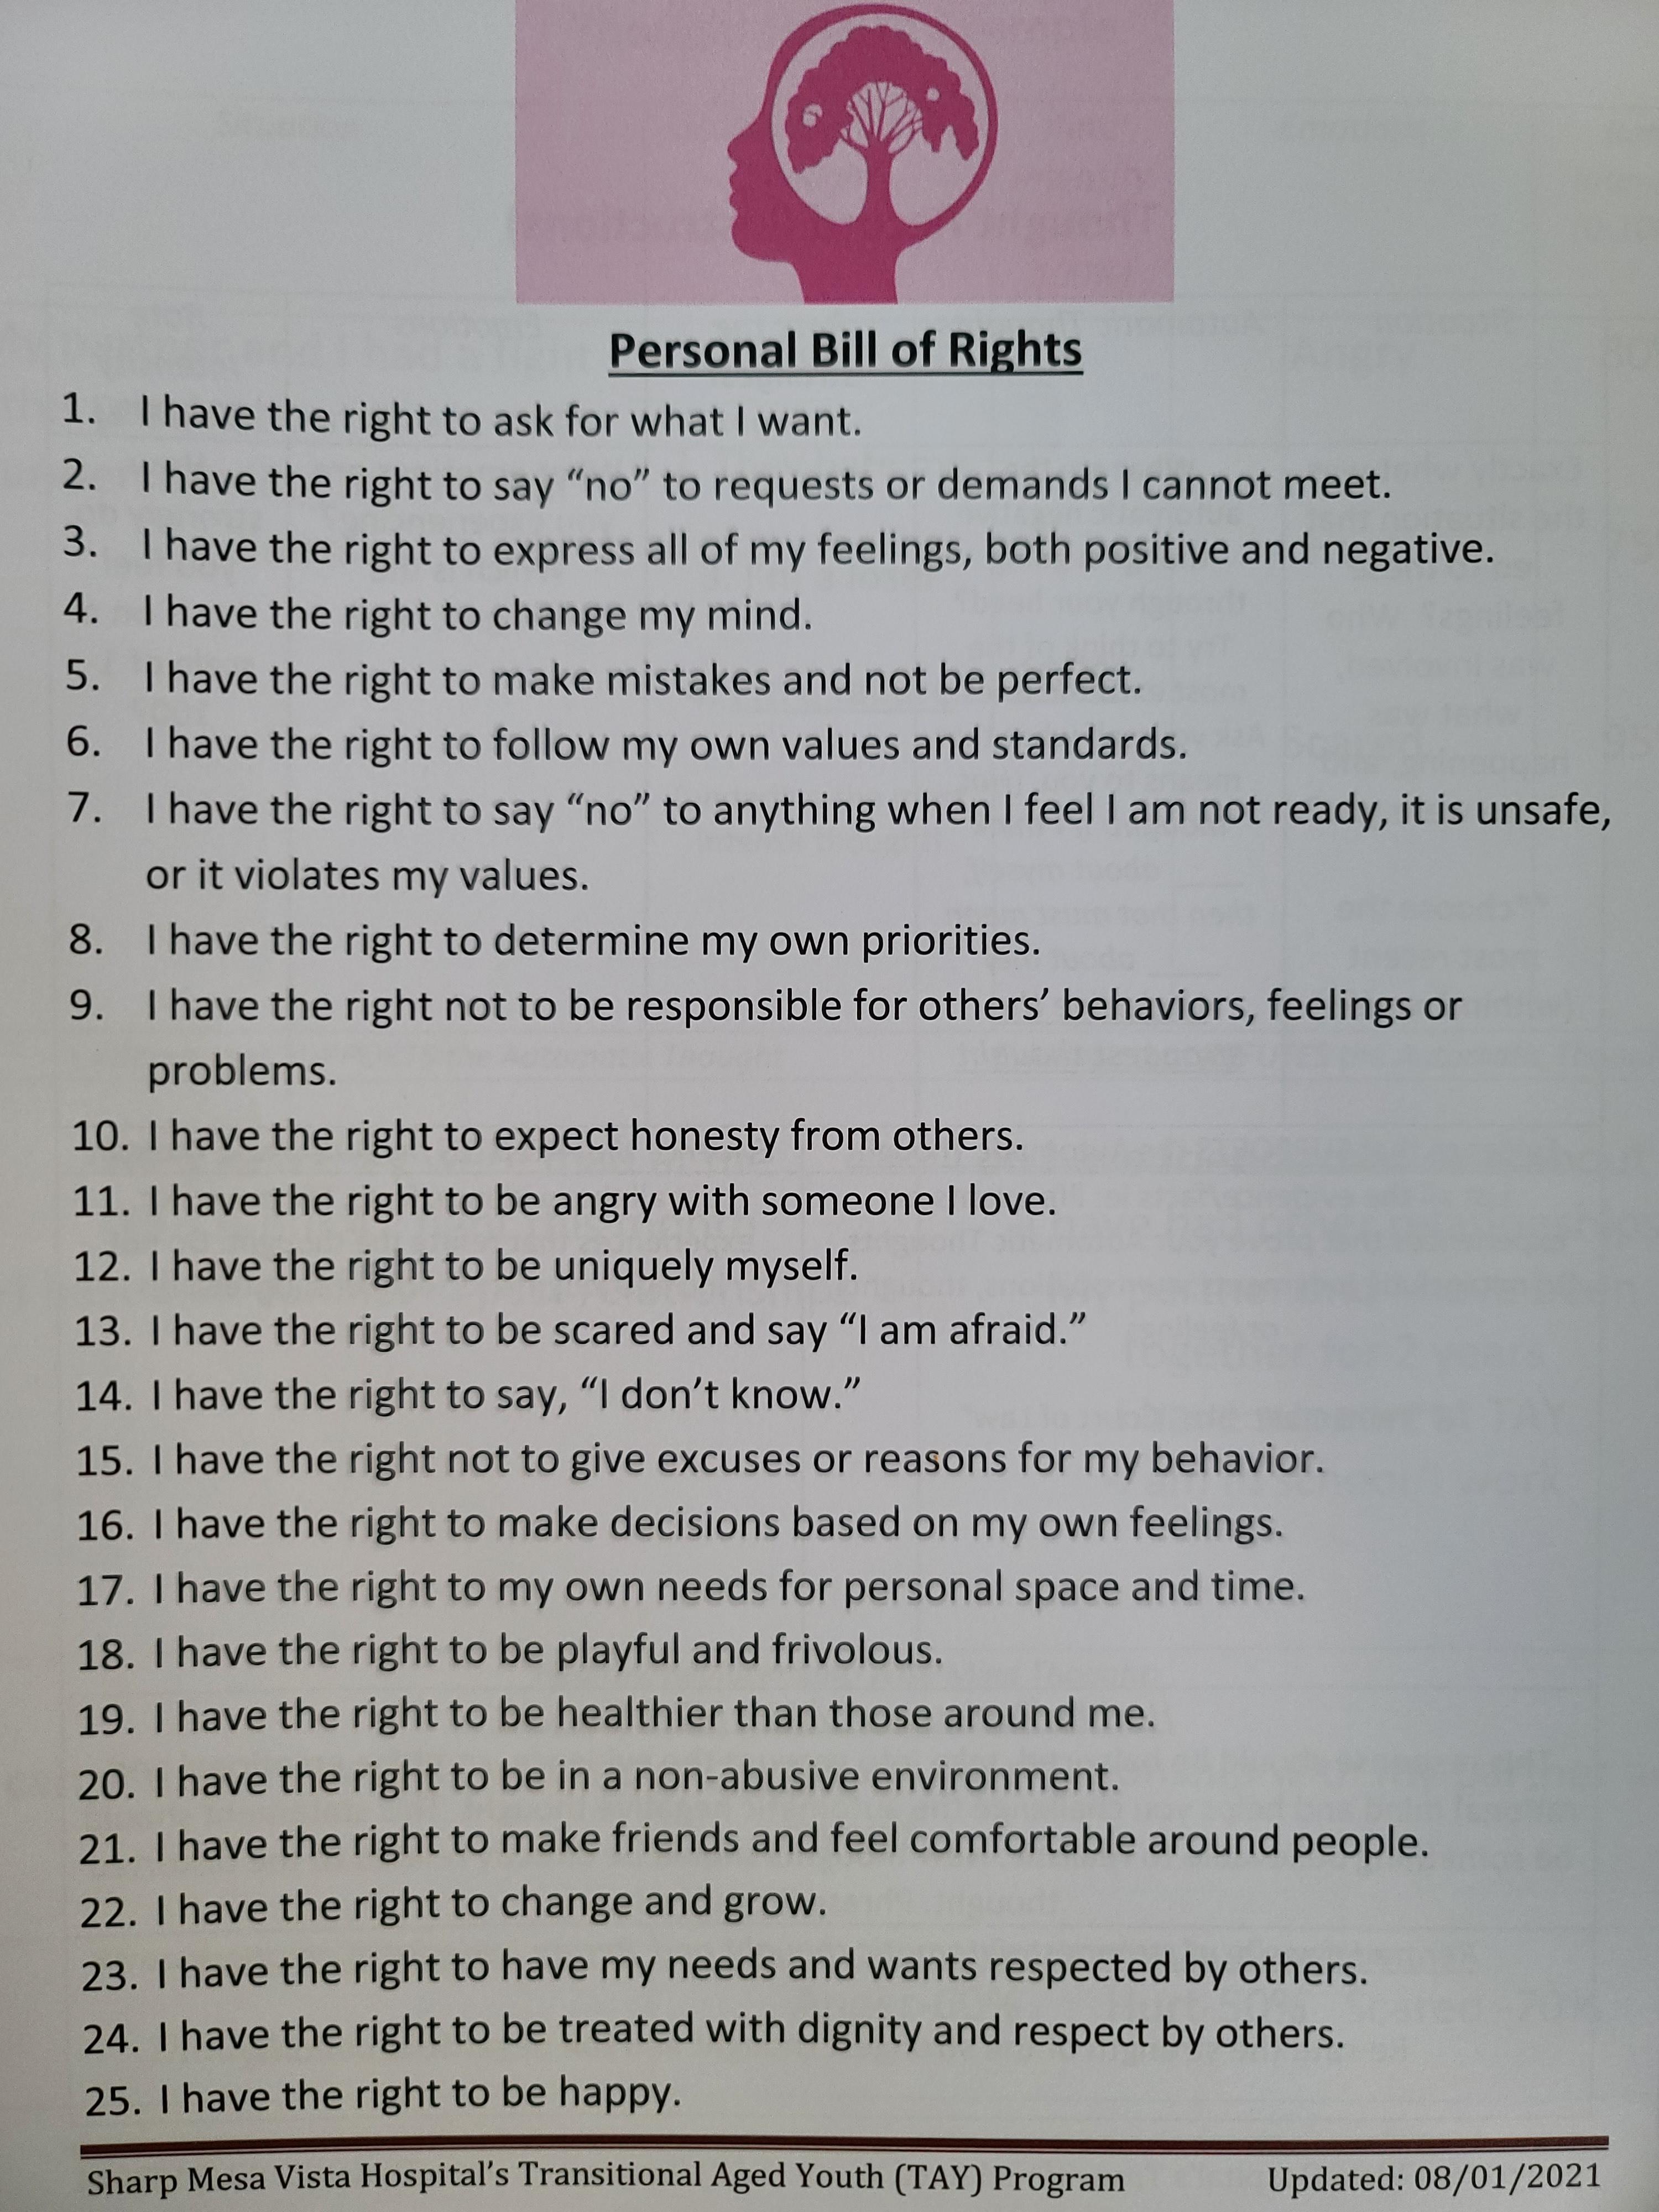 Personal Bill of Rights
1. I have the right to ask for what I want.
2. I have the right to say “no” to requests or demands I cannot meet.
3. I have the right to express all of my feelings, both positive and negative.
4. I have the right to change my mind.
5. I have the right to make mistakes and not be perfect.
6. I have the right to follow my own values and standards.
7. I have the right to say “no” to anything when I feel I am not ready, it is unsafe,
or it violates my values.
8. I have the right to determine my own priorities.
9. I have the right not to be responsible for others’ behaviors, feelings or
problems.
10. I have the right to expect honesty from others.
11. I have the right to be angry with someone I love.
12. I have the right to be uniquely myself.
13. I have the right to be scared and say “I am afraid.”
14. I have the right to say, “I don’t know.”
15. I have the right not to give excuses or reasons for my behavior.
16. I have the right to make decisions based on my own feelings.
17. I have the right to my own needs for personal space and time.
18. I have the right to be playful and frivolous.
19. I have the right to be healthier than those around me.
20. I have the right to be in a non-abusive environment.
21. I have the right to make friends and feel comfortable around people.
22. I have the right to change and grow.
23. I have the right to have my needs and wants respected by others.
24. I have the right to be treated with dignity and respect by others.
25. I have the right to be happy.
Sharp Mesa Vista Hospital’s Transitional Aged Youth (TAY) Program Updated: 08/01/2021